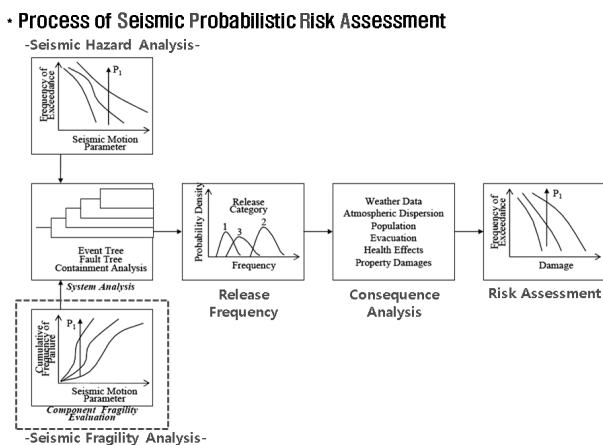 * Process of Seismic Probabilistic Risk Assessment
-Seismic Hazard Analysis-
Frequency of
Exceedance
P1
Seismic Motion
Parameter
Event Tree
Fault Tree
Containment Analysis
System Analysis
Probability Density
Release
Category
1
3
2
Frequency
Release
Frequency
Weather Data
Atmospheric Dispersion
Population
Evacuation
Health Effects
Property Damages
Consequence
Analysis
Frequency of
Exceedance
P1
Damage
Risk Assessment
Cumulative
Frequency of
Parture
P1
Seismic Motion
Parameter
Component Fragility
Evaluation
-Seismic Fragility Analysis-